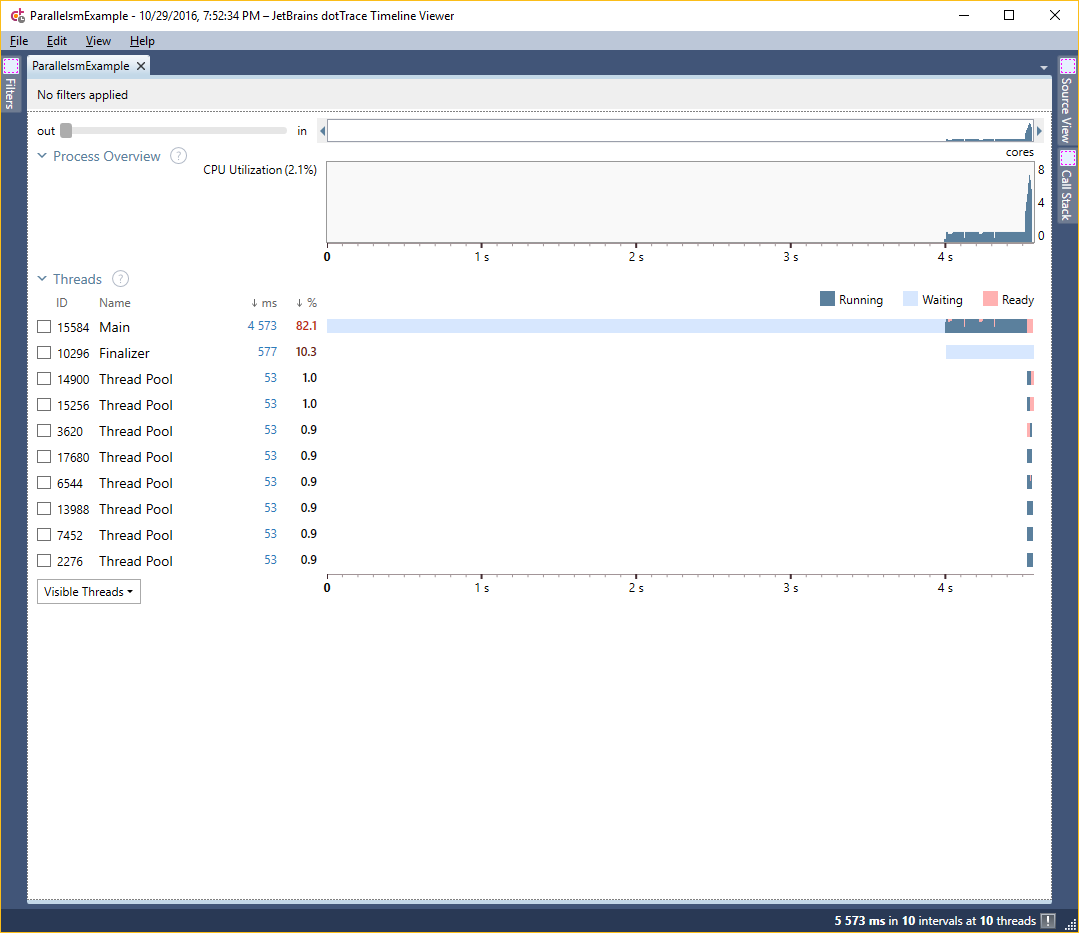 ParallelsmExample - 10/29/2016, 7:52:34 PM – JetBrains dotTrace Timeline Viewer
File Edit View Help
ParallelsmExample
Filters
Source View
Call Stack
No filters applied
out in
Process Overview ?
cores
CPU Utilization (2.1%)
8
4
0
0 1 s 2 s 3 s 4 s
Threads ?
ID Name ↓ ms ↓ % Running Waiting Ready
15584 Main 4 573 82.1
10296 Finalizer 577 10.3
14900 Thread Pool 53 1.0
15256 Thread Pool 53 1.0
3620 Thread Pool 53 0.9
17680 Thread Pool 53 0.9
6544 Thread Pool 53 0.9
13988 Thread Pool 53 0.9
7452 Thread Pool 53 0.9
2276 Thread Pool 53 0.9
0 1 s 2 s 3 s 4 s
Visible Threads
5 573 ms in 10 intervals at 10 threads !